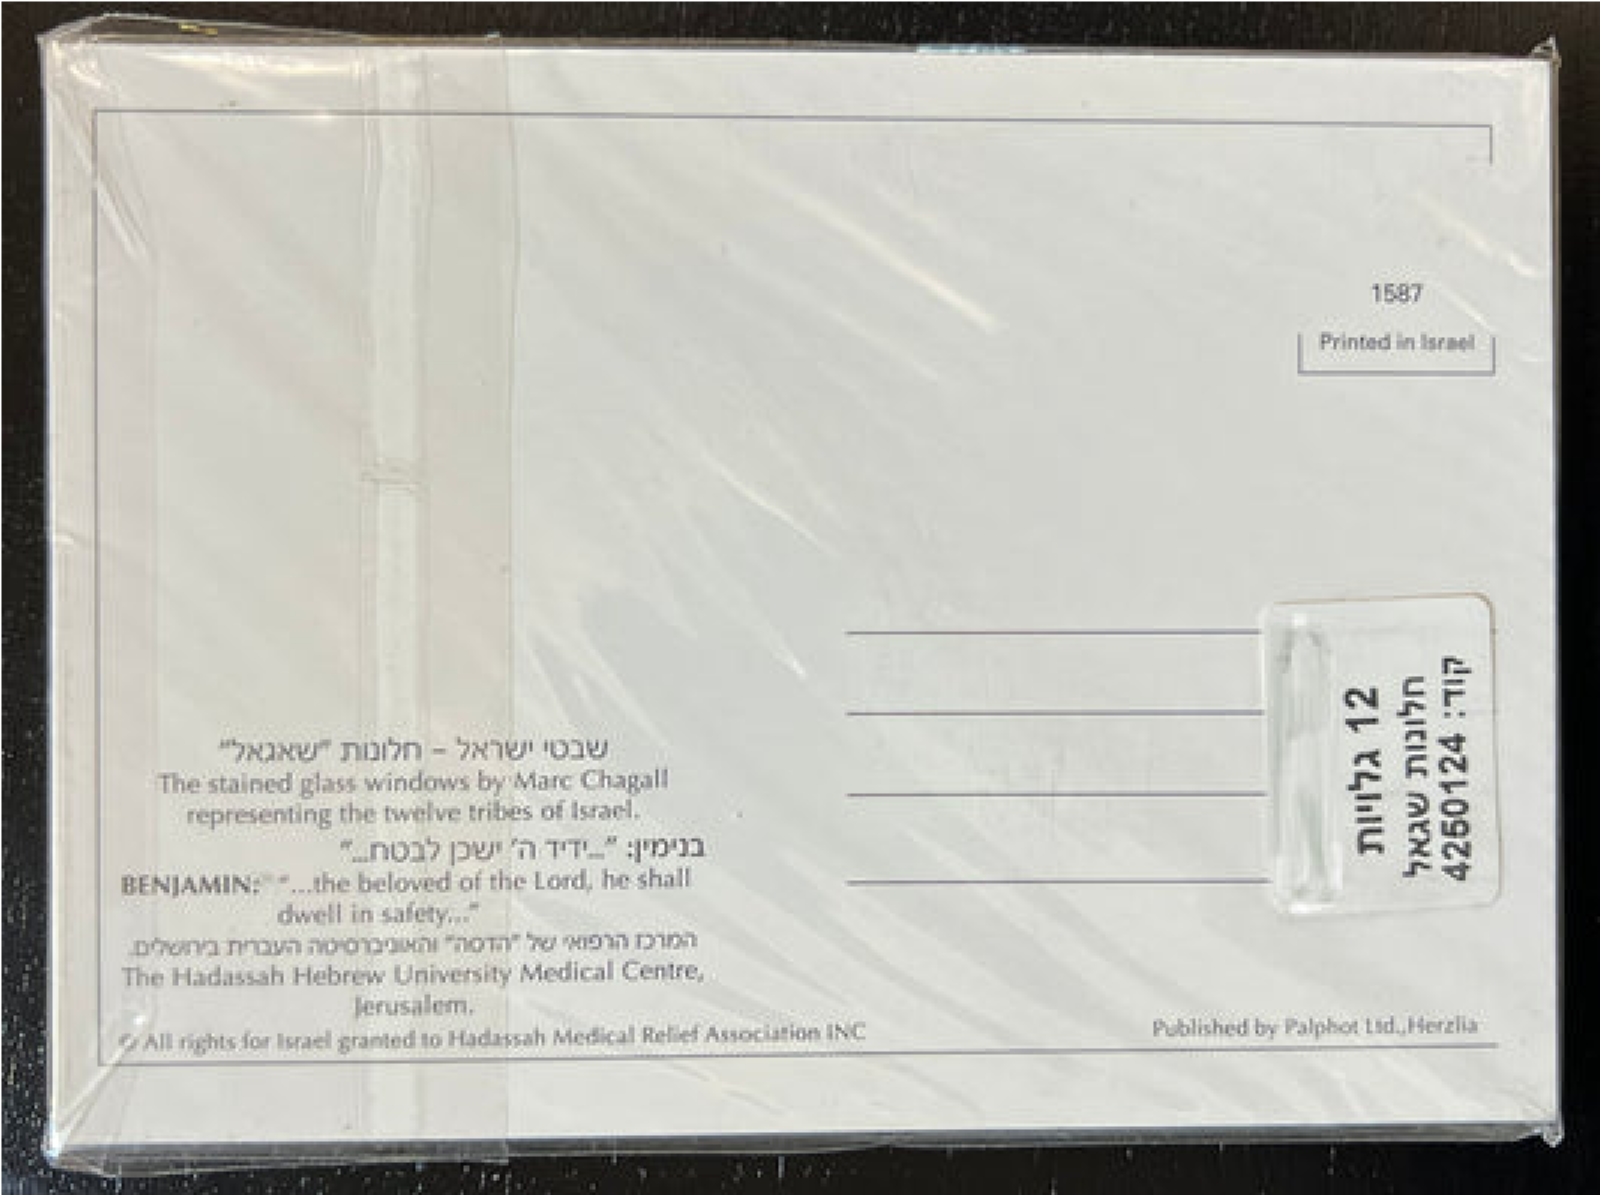 1587
Printed in Israel
12 גלויות
חלונות שגאל
קוד: 4250124
שבטי ישראל – חלונות "שאגאל"
The stained glass windows by Marc Chagall
representing the twelve tribes of Israel.
בנימין: "...ידיד ה' ישכן לבטח..."
BENJAMIN: "...the beloved of the Lord, he shall
dwell in safety..."
המרכז הרפואי של "הדסה" והאוניברסיטה העברית בירושלים.
The Hadassah Hebrew University Medical Centre,
Jerusalem.
© All rights for Israel granted to Hadassah Medical Relief Association INC
Published by Palphot Ltd.,Herzlia